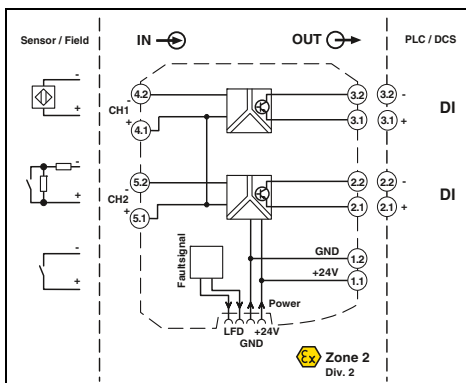 Sensor / Field
IN
OUT
PLC / DCS
-
+
4.2
-
CH1
+
4.1
3.2
3.1
3.2 -
3.1 +
DI
-
+
5.2
-
CH2
+
5.1
2.2
2.1
2.2 -
2.1 +
DI
-
+
Faultsignal
GND
1.2
+24V
1.1
Power
LFD +24V
GND
Ex Zone 2
Div. 2